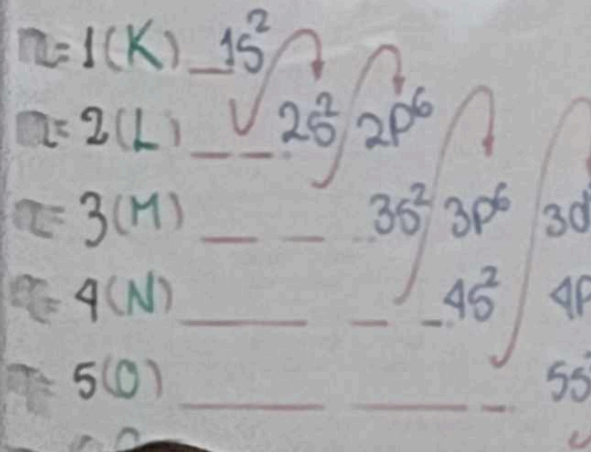 n=1(K) 1s²
n=2(L) 2s² 2p⁶
n=3(M) 3s² 3p⁶ 3d
n=4(N) 4s² 4p
n=5(O) 5s